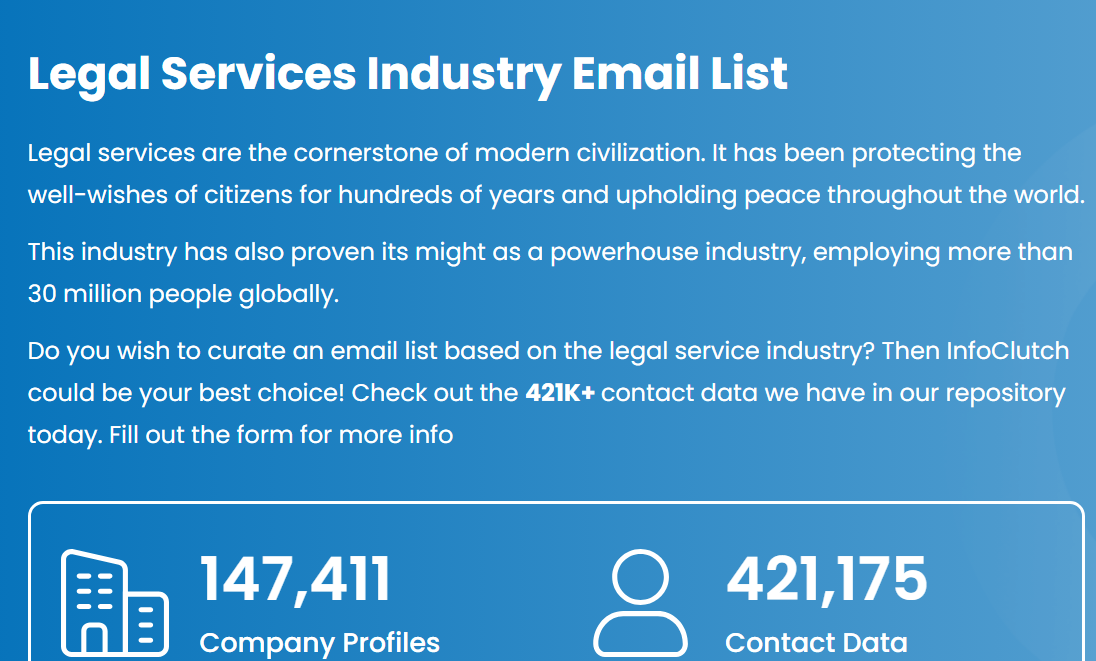 Legal Services Industry Email List
Legal services are the cornerstone of modern civilization. It has been protecting the
well-wishes of citizens for hundreds of years and upholding peace throughout the world.
This industry has also proven its might as a powerhouse industry, employing more than
30 million people globally.
Do you wish to curate an email list based on the legal service industry? Then InfoClutch
could be your best choice! Check out the 421K+ contact data we have in our repository
today. Fill out the form for more info
147,411
Company Profiles
421,175
Contact Data